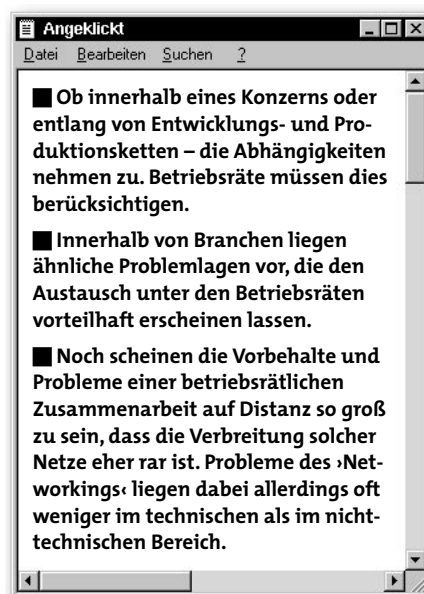 Angeklickt
Datei Bearbeiten Suchen ?
■ Ob innerhalb eines Konzerns oder
entlang von Entwicklungs- und Pro-
duktionsketten – die Abhängigkeiten
nehmen zu. Betriebsräte müssen dies
berücksichtigen.
■ Innerhalb von Branchen liegen
ähnliche Problemlagen vor, die den
Austausch unter den Betriebsräten
vorteilhaft erscheinen lassen.
■ Noch scheinen die Vorbehalte und
Probleme einer betriebsrätlichen
Zusammenarbeit auf Distanz so groß
zu sein, dass die Verbreitung solcher
Netze eher rar ist. Probleme des ›Net-
workings‹ liegen dabei allerdings oft
weniger im technischen als im nicht-
technischen Bereich.